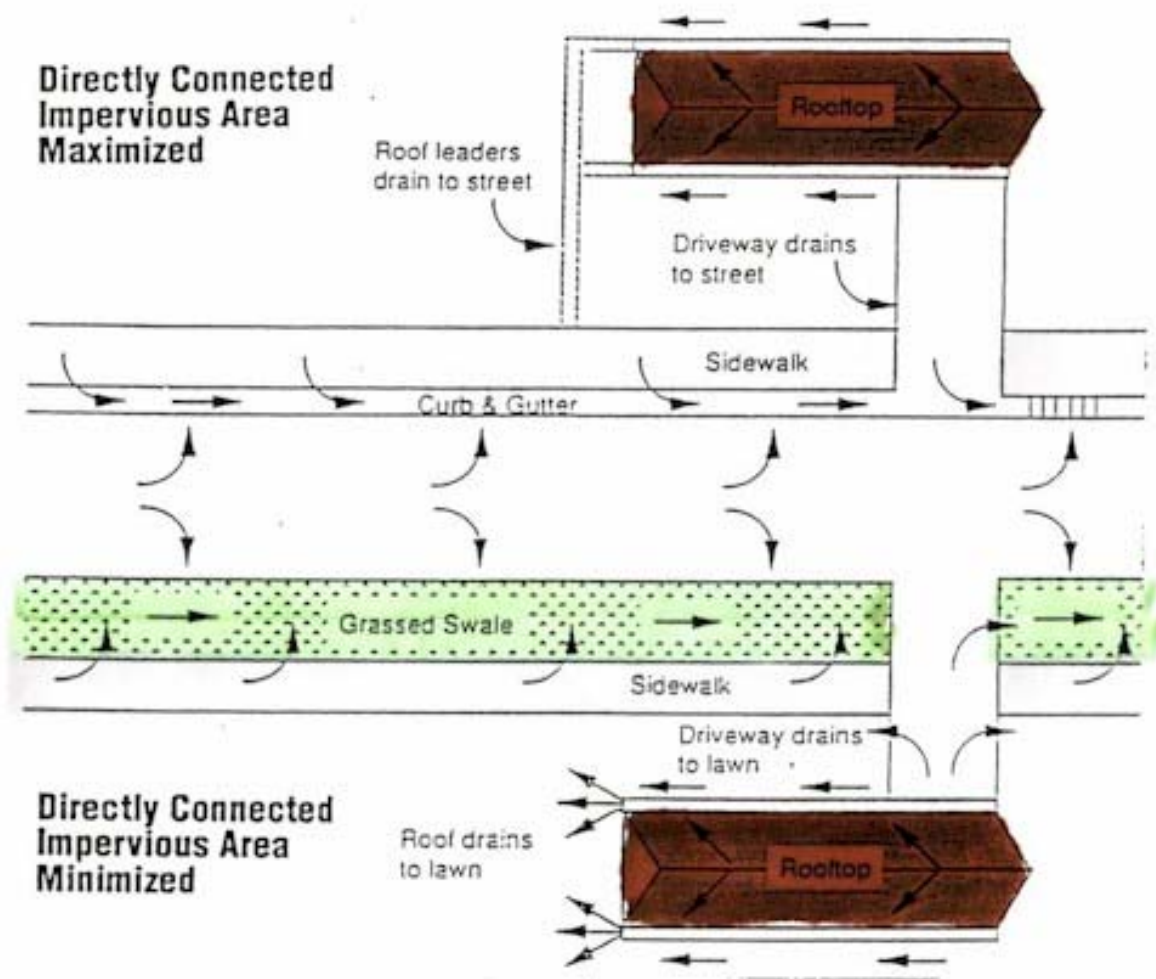 Directly Connected
Impervious Area
Maximized
Rooftop
Roof leaders
drain to street
Driveway drains
to street
Sidewalk
Curb & Gutter
Grassed Swale
Sidewalk
Driveway drains
to lawn
Directly Connected
Impervious Area
Minimized
Roof drains
to lawn
Rooftop